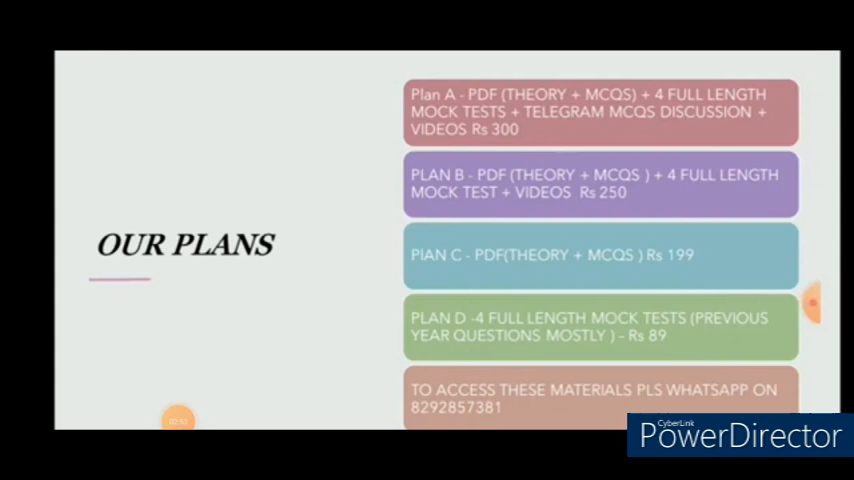 OUR PLANS
Plan A - PDF (THEORY + MCQS) + 4 FULL LENGTH
MOCK TESTS + TELEGRAM MCQS DISCUSSION +
VIDEOS Rs 300
PLAN B - PDF (THEORY + MCQS ) + 4 FULL LENGTH
MOCK TEST + VIDEOS Rs 250
PlAN C - PDF(THEORY + MCQS ) Rs 199
PLAN D -4 FULL LENGTH MOCK TESTS (PREVIOUS
YEAR QUESTIONS MOSTLY ) – Rs 89
TO ACCESS THESE MATERIALS PLS WHATSAPP ON
8292857381
CyberLink
PowerDirector